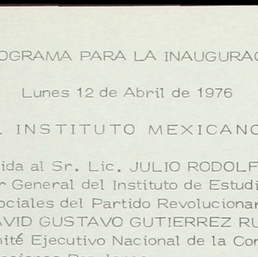 OGRAMA PARA LA INAUGURAC
Lunes 12 de Abril de 1976
L INSTITUTO MEXICANO
ida al Sr. Lic. JULIO RODOLF
r General del Instituto de Estudi
ociales del Partido Revolucionar
AVID GUSTAVO GUTIERREZ RU
mité Ejecutivo Nacional de la Con